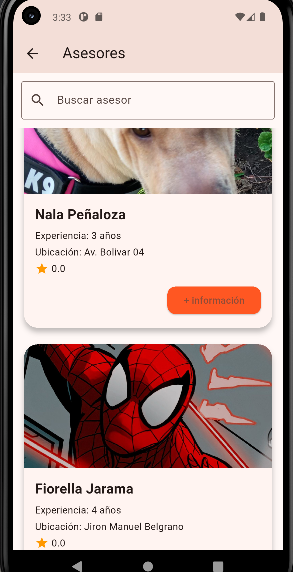 3:33
Asesores
Buscar asesor
K9
Nala Peñaloza
Experiencia: 3 años
Ubicación: Av. Bolivar 04
0.0
+ Información
Fiorella Jarama
Experiencia: 4 años
Ubicación: Jiron Manuel Belgrano
0.0